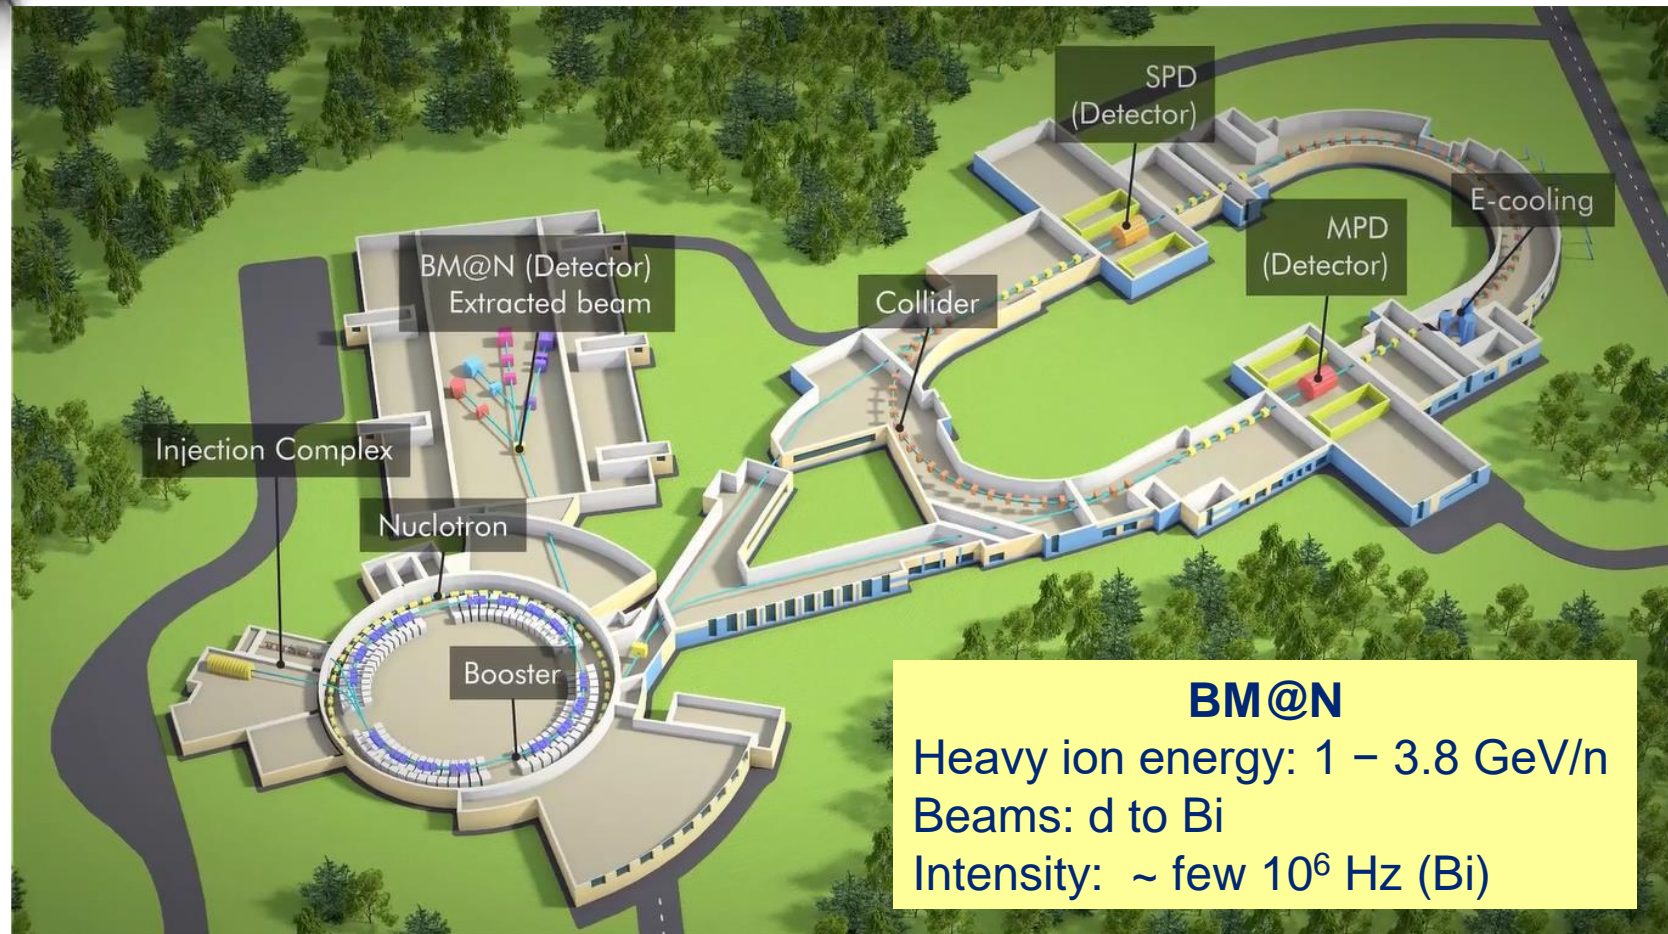 SPD
(Detector)
E-cooling
MPD
(Detector)
BM@N (Detector)
Extracted beam
Collider
Injection Complex
Nuclotron
Booster
BM@N
Heavy ion energy: 1 − 3.8 GeV/n
Beams: d to Bi
Intensity: ~ few 10⁶ Hz (Bi)